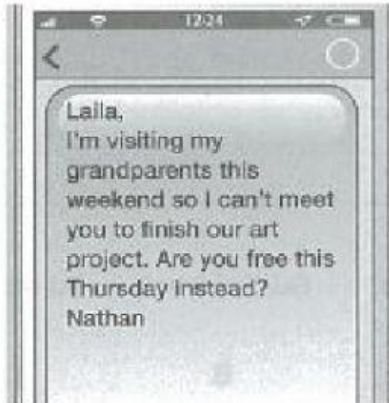 12:24
Laila,
I'm visiting my
grandparents this
weekend so I can't meet
you to finish our art
project. Are you free this
Thursday instead?
Nathan